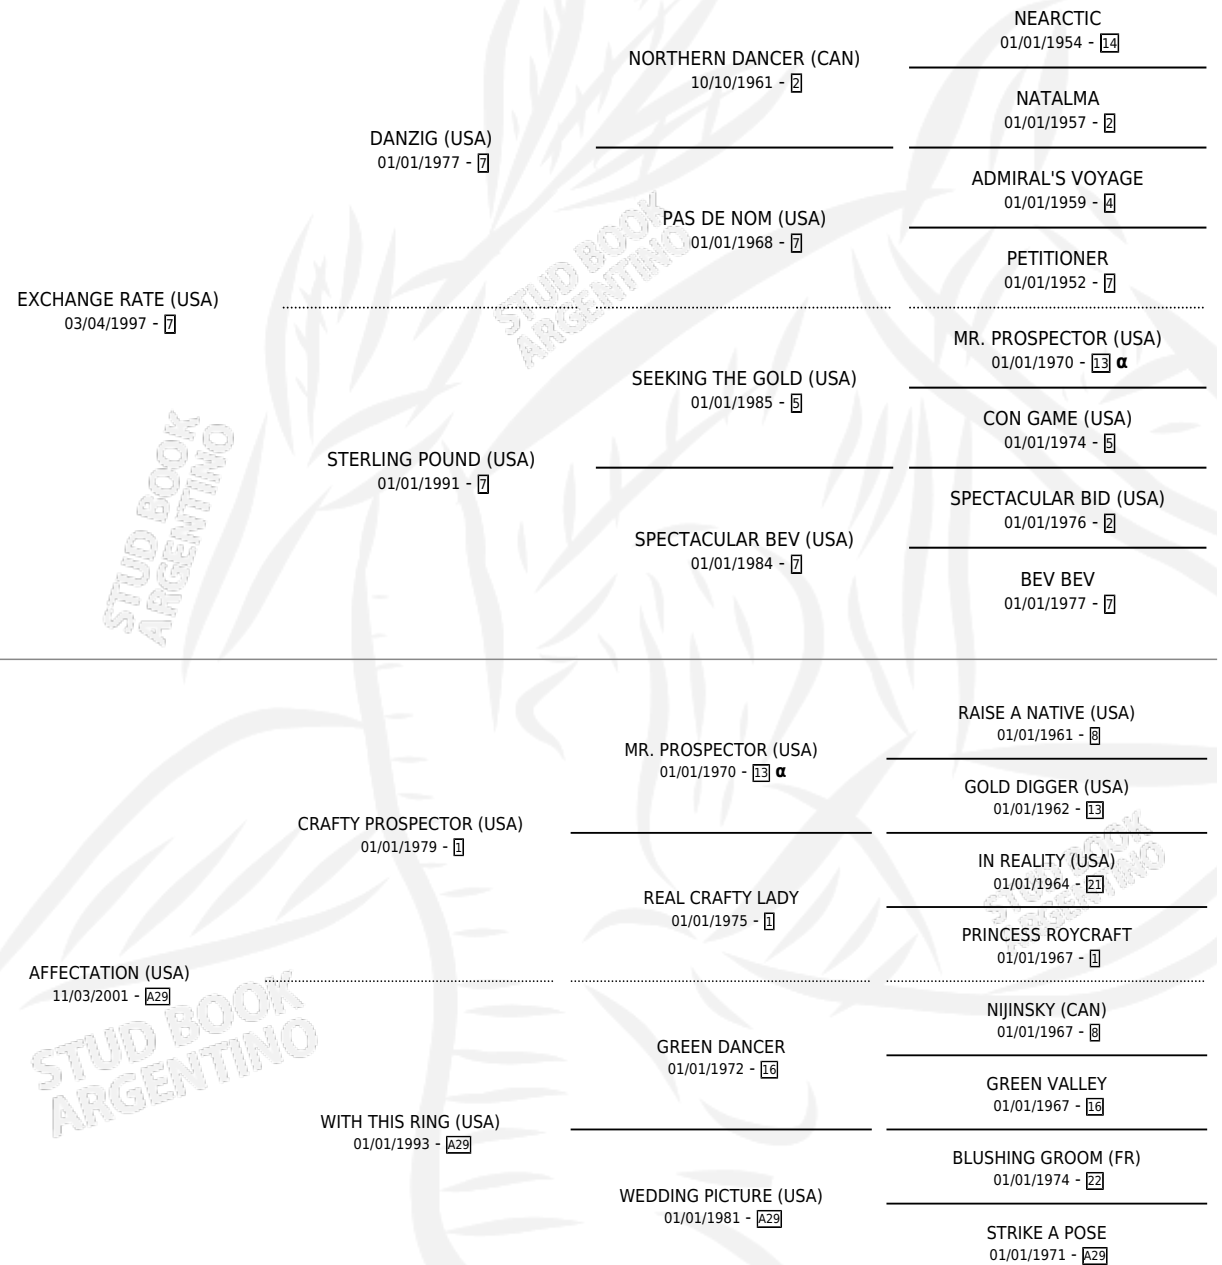 NEARCTIC
01/01/1954 - 14
NORTHERN DANCER (CAN)
10/10/1961 - 2
NATALMA
01/01/1957 - 2
DANZIG (USA)
01/01/1977 - 7
ADMIRAL'S VOYAGE
01/01/1959 - 4
PAS DE NOM (USA)
01/01/1968 - 7
PETITIONER
01/01/1952 - 7
EXCHANGE RATE (USA)
03/04/1997 - 7
MR. PROSPECTOR (USA)
01/01/1970 - 13 α
SEEKING THE GOLD (USA)
01/01/1985 - 5
CON GAME (USA)
01/01/1974 - 5
STERLING POUND (USA)
01/01/1991 - 7
SPECTACULAR BID (USA)
01/01/1976 - 2
SPECTACULAR BEV (USA)
01/01/1984 - 7
BEV BEV
01/01/1977 - 7
RAISE A NATIVE (USA)
01/01/1961 - 8
MR. PROSPECTOR (USA)
01/01/1970 - 13 α
GOLD DIGGER (USA)
01/01/1962 - 13
CRAFTY PROSPECTOR (USA)
01/01/1979 - 1
IN REALITY (USA)
01/01/1964 - 21
REAL CRAFTY LADY
01/01/1975 - 1
PRINCESS ROYCRAFT
01/01/1967 - 1
AFFECTATION (USA)
11/03/2001 - A29
NIJINSKY (CAN)
01/01/1967 - 8
GREEN DANCER
01/01/1972 - 16
GREEN VALLEY
01/01/1967 - 16
WITH THIS RING (USA)
01/01/1993 - A29
BLUSHING GROOM (FR)
01/01/1974 - 22
WEDDING PICTURE (USA)
01/01/1981 - A29
STRIKE A POSE
01/01/1971 - A29
STUD BOOK
ARGENTINO
STUD BOOK
ARGENTINO
STUD BOOK
ARGENTINO
STUD BOOK
ARGENTINO